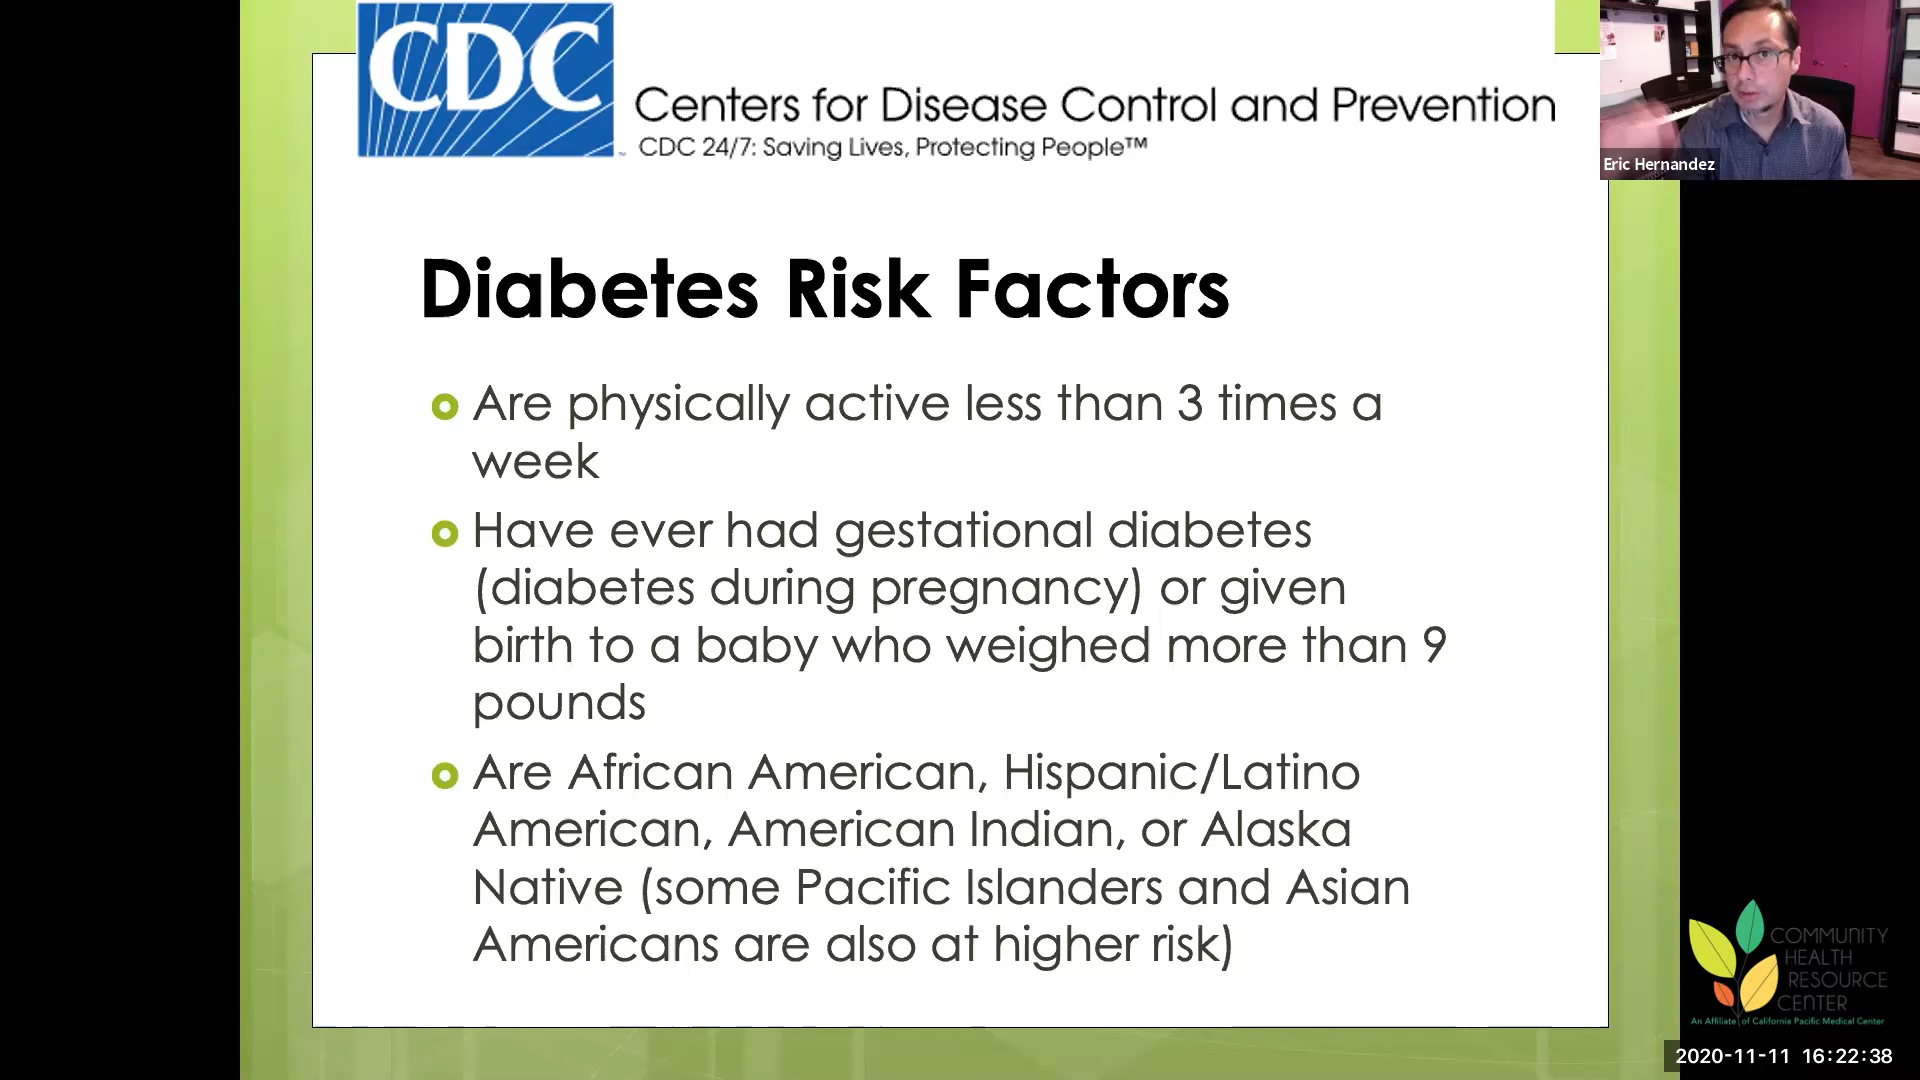 CDC
Centers for Disease Control and Prevention
CDC 24/7: Saving Lives, Protecting People™
Eric Hernandez
Diabetes Risk Factors
Are physically active less than 3 times a
week
Have ever had gestational diabetes
(diabetes during pregnancy) or given
birth to a baby who weighed more than 9
pounds
Are African American, Hispanic/Latino
American, American Indian, or Alaska
Native (some Pacific Islanders and Asian
Americans are also at higher risk)
COMMUNITY
HEALTH
RESOURCE
CENTER
An Affiliate of California Pacific Medical Center
2020-11-11 16:22:38